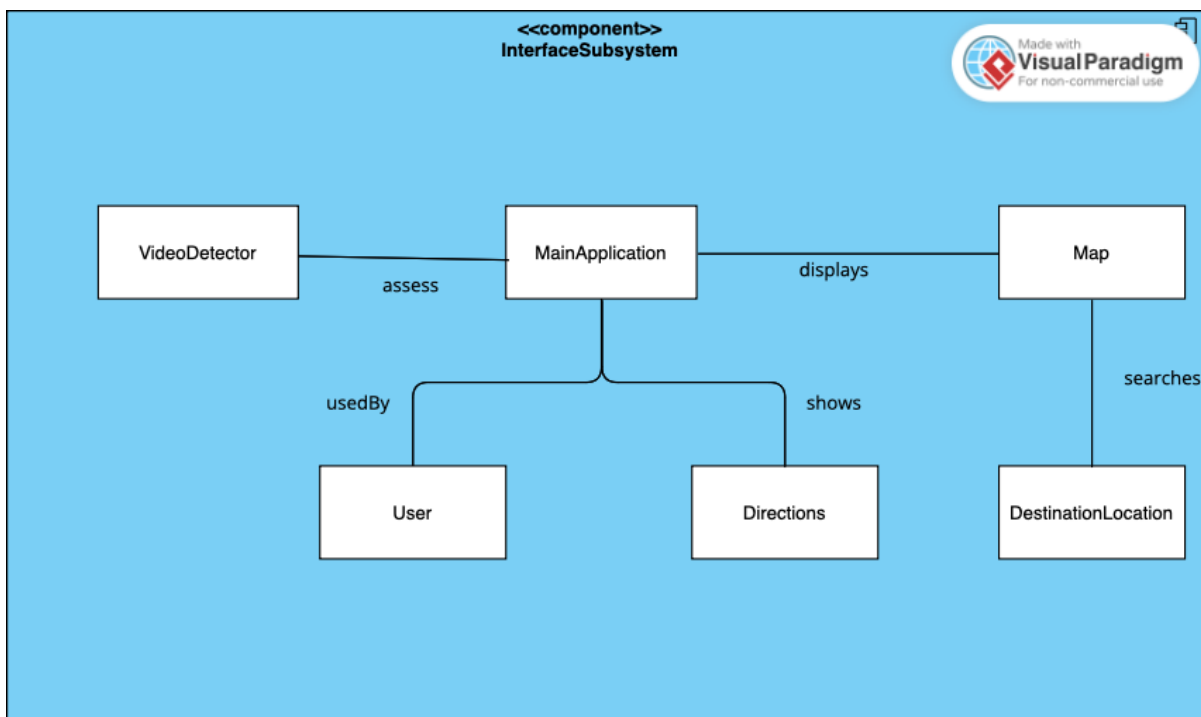 <<component>>
InterfaceSubsystem
Made with
Visual Paradigm
For non-commercial use
VideoDetector
MainApplication
Map
assess
displays
usedBy
shows
searches
User
Directions
DestinationLocation